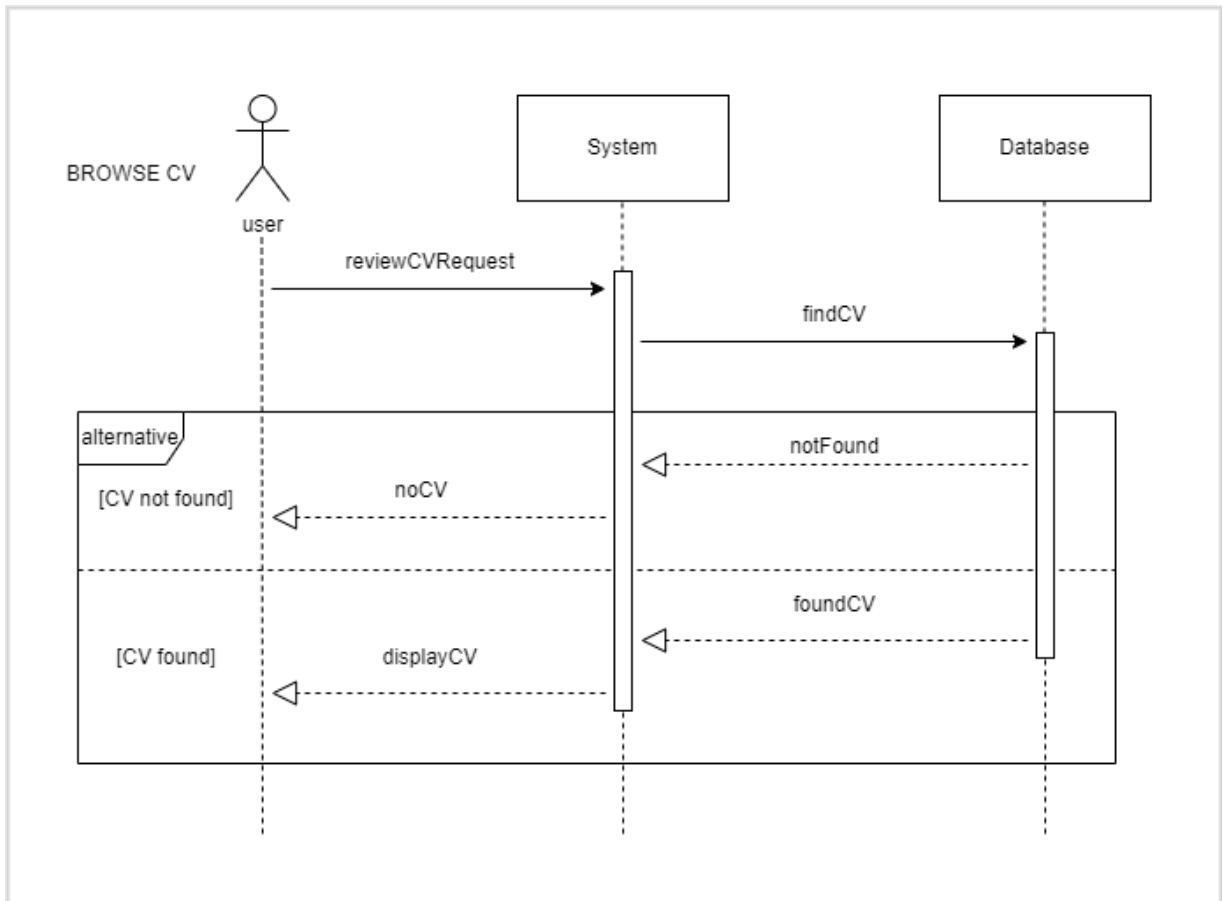 System
Database
BROWSE CV
user
reviewCVRequest
findCV
alternative
notFound
[CV not found]
noCV
foundCV
[CV found]
displayCV